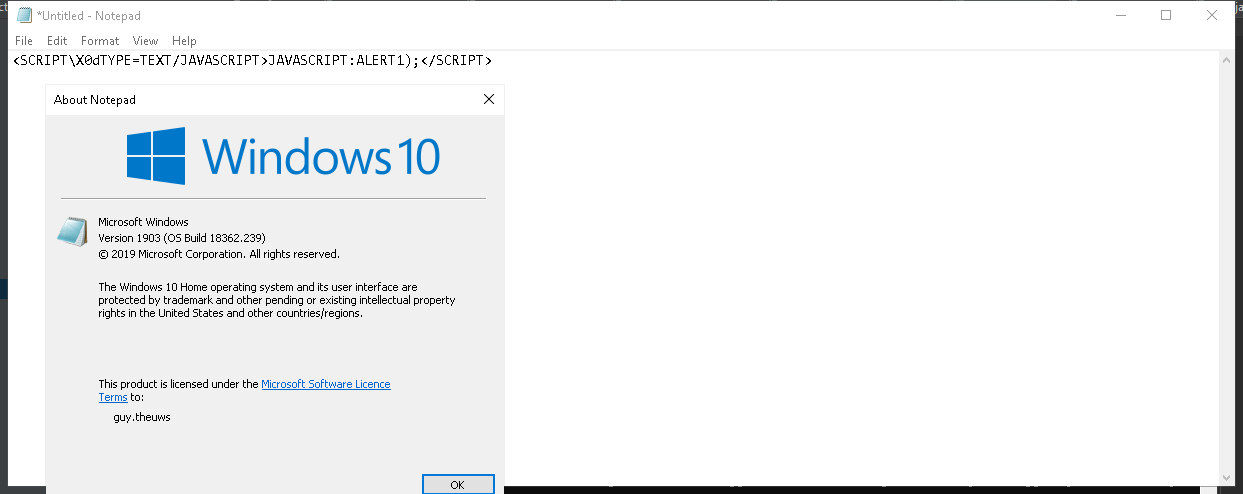 *Untitled - Notepad
File Edit Format View Help
<SCRIPT\X0dTYPE=TEXT/JAVASCRIPT>JAVASCRIPT:ALERT1);</SCRIPT>
About Notepad
Windows 10
Microsoft Windows
Version 1903 (OS Build 18362.239)
© 2019 Microsoft Corporation. All rights reserved.
The Windows 10 Home operating system and its user interface are
protected by trademark and other pending or existing intellectual property
rights in the United States and other countries/regions.
This product is licensed under the Microsoft Software Licence
Terms to:
guy.theuws
OK